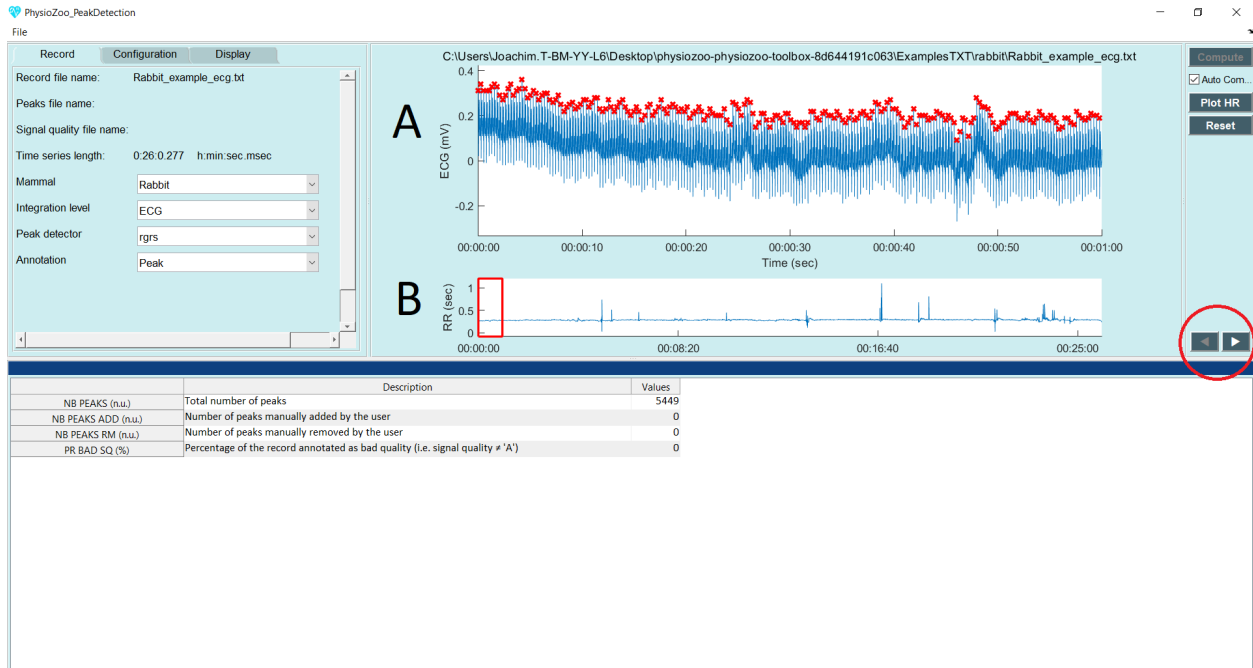 PhysioZoo_PeakDetection
File
Record Configuration Display
Record file name: Rabbit_example_ecg.txt
Peaks file name:
Signal quality file name:
Time series length: 0:26:0.277 h:min:sec.msec
Mammal Rabbit
Integration level ECG
Peak detector rgrs
Annotation Peak
C:\Users\Joachim.T-BM-YY-L6\Desktop\physiozoo-physiozoo-toolbox-8d644191c063\ExamplesTXT\rabbit\Rabbit_example_ecg.txt
A
ECG (mV)
0.4
0.2
0
-0.2
00:00:00 00:00:10 00:00:20 00:00:30 00:00:40 00:00:50 00:01:00
Time (sec)
B
RR (sec)
1
0.5
0
00:00:00 00:08:20 00:16:40 00:25:00
Compute
Auto Com...
Plot HR
Reset
Description Values
NB PEAKS (n.u.) Total number of peaks 5449
NB PEAKS ADD (n.u.) Number of peaks manually added by the user 0
NB PEAKS RM (n.u.) Number of peaks manually removed by the user 0
PR BAD SQ (%) Percentage of the record annotated as bad quality (i.e. signal quality ≠ 'A') 0